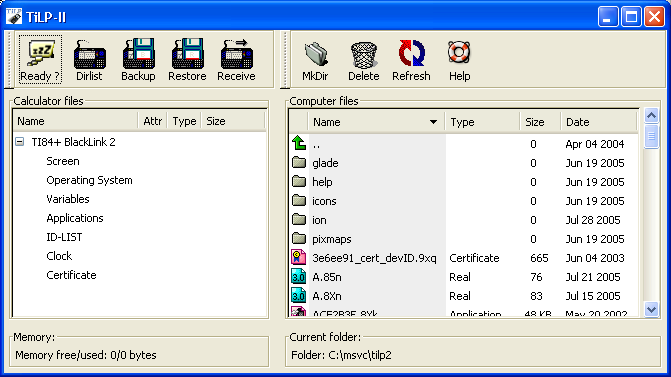 TiLP-II
Ready ? Dirlist Backup Restore Receive MkDir Delete Refresh Help
Calculator files
Name Attr Type Size
TI84+ BlackLink 2
Screen
Operating System
Variables
Applications
ID-LIST
Clock
Certificate
Memory:
Memory free/used: 0/0 bytes
Computer files
Name Type Size Date
.. 0 Apr 04 2004
glade 0 Jun 19 2005
help 0 Jun 19 2005
icons 0 Jun 19 2005
ion 0 Jul 28 2005
pixmaps 0 Jun 19 2005
3e6ee91_cert_devID.9xq Certificate 665 Jun 04 2003
3.0 A.85n Real 76 Jul 21 2005
3.0 A.8Xn Real 83 Jul 15 2005
ACE2B3E.8Yk Application 48 KB May 20 2002
Current folder:
Folder: C:\msvc\tilp2